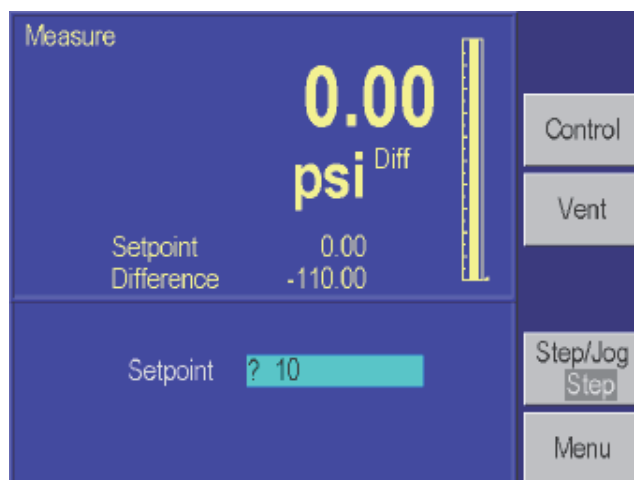 Measure
0.00
psi Diff
Setpoint 0.00
Difference -110.00
Setpoint ? 10
Control
Vent
Step/Jog
Step
Menu